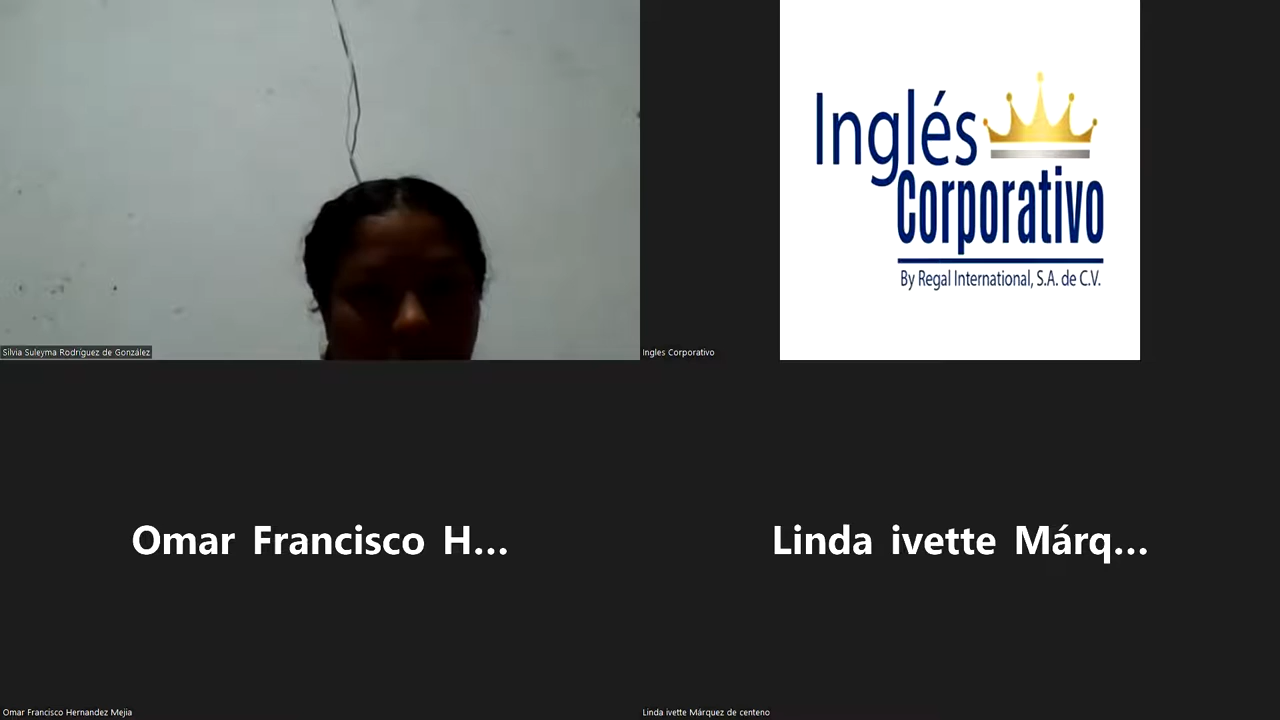 Inglés
Corporativo
By Regal International, S.A. de C.V.
Silvia Suleyma Rodríguez de González
Ingles Corporativo
Omar Francisco H...
Linda ivette Márq...
Omar Francisco Hernandez Mejia
Linda ivette Márquez de centeno